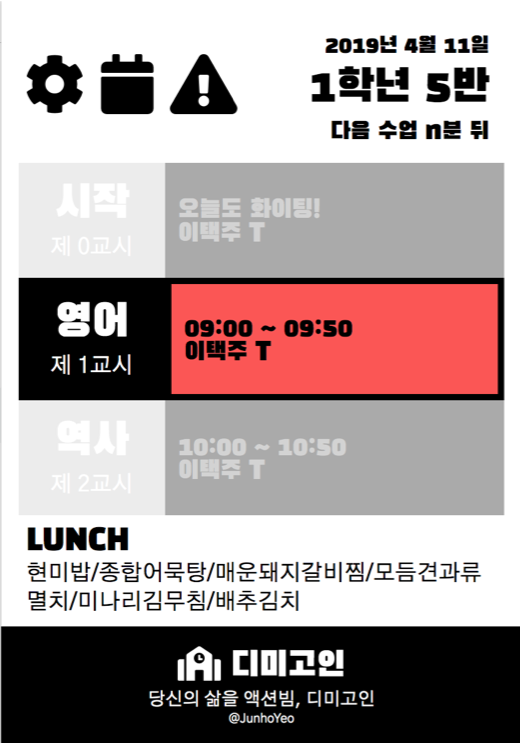 2019년 4월 11일
1학년 5반
다음 수업 n분 뒤
시작
제 0교시
오늘도 화이팅!
이택주 T
영어
제 1교시
09:00 ~ 09:50
이택주 T
역사
제 2교시
10:00 ~ 10:50
이택주 T
LUNCH
현미밥/종합어묵탕/매운돼지갈비찜/모듬견과류
멸치/미나리김무침/배추김치
디미고인
당신의 삶을 액션빔, 디미고인
@JunhoYeo